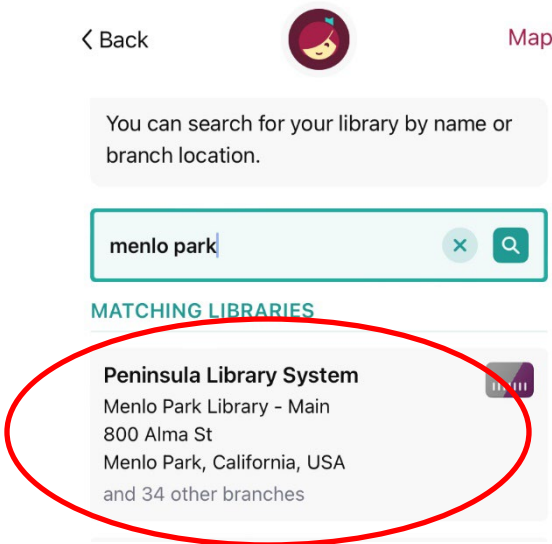 Back
Map
You can search for your library by name or
branch location.
menlo park
MATCHING LIBRARIES
Peninsula Library System
Menlo Park Library - Main
800 Alma St
Menlo Park, California, USA
and 34 other branches